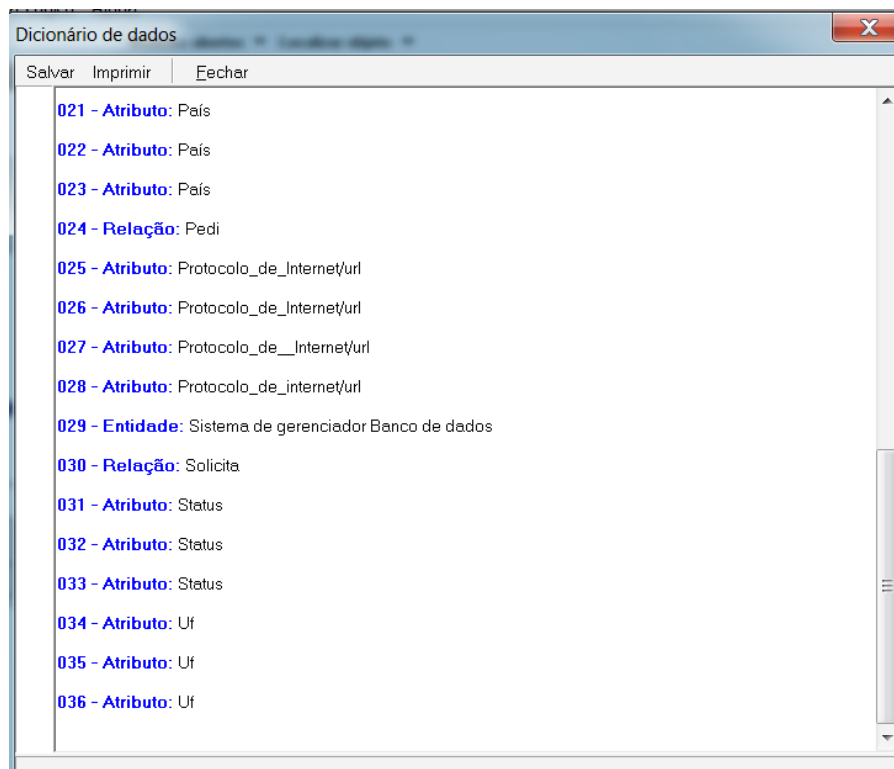 Dicionário de dados
Salvar Imprimir Fechar
021 - Atributo: País
022 - Atributo: País
023 - Atributo: País
024 - Relação: Pedi
025 - Atributo: Protocolo_de_Internet/url
026 - Atributo: Protocolo_de_Internet/url
027 - Atributo: Protocolo_de__Internet/url
028 - Atributo: Protocolo_de_internet/url
029 - Entidade: Sistema de gerenciador Banco de dados
030 - Relação: Solicita
031 - Atributo: Status
032 - Atributo: Status
033 - Atributo: Status
034 - Atributo: Uf
035 - Atributo: Uf
036 - Atributo: Uf